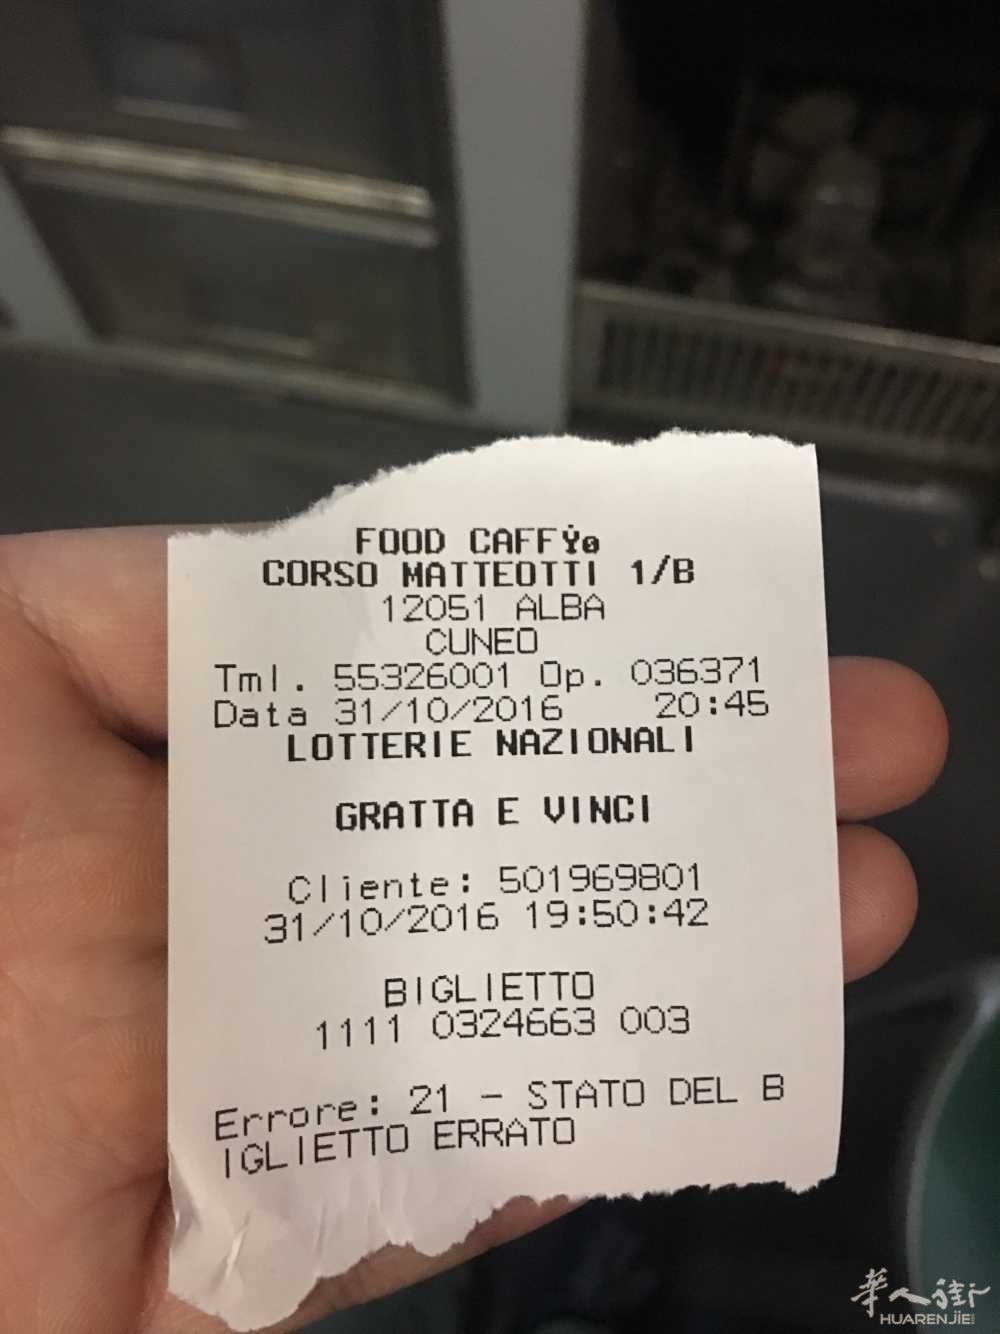 FOOD CAFFẎ0
CORSO MATTEOTTI 1/B
12051 ALBA
CUNEO
Tml. 55326001 Op. 036371
Data 31/10/2016 20:45
LOTTERIE NAZIONALI
GRATTA E VINCI
Cliente: 501969801
31/10/2016 19:50:42
BIGLIETTO
1111 0324663 003
Errore: 21 - STATO DEL B
IGLIETTO ERRATO
華人街
HUARENJIE